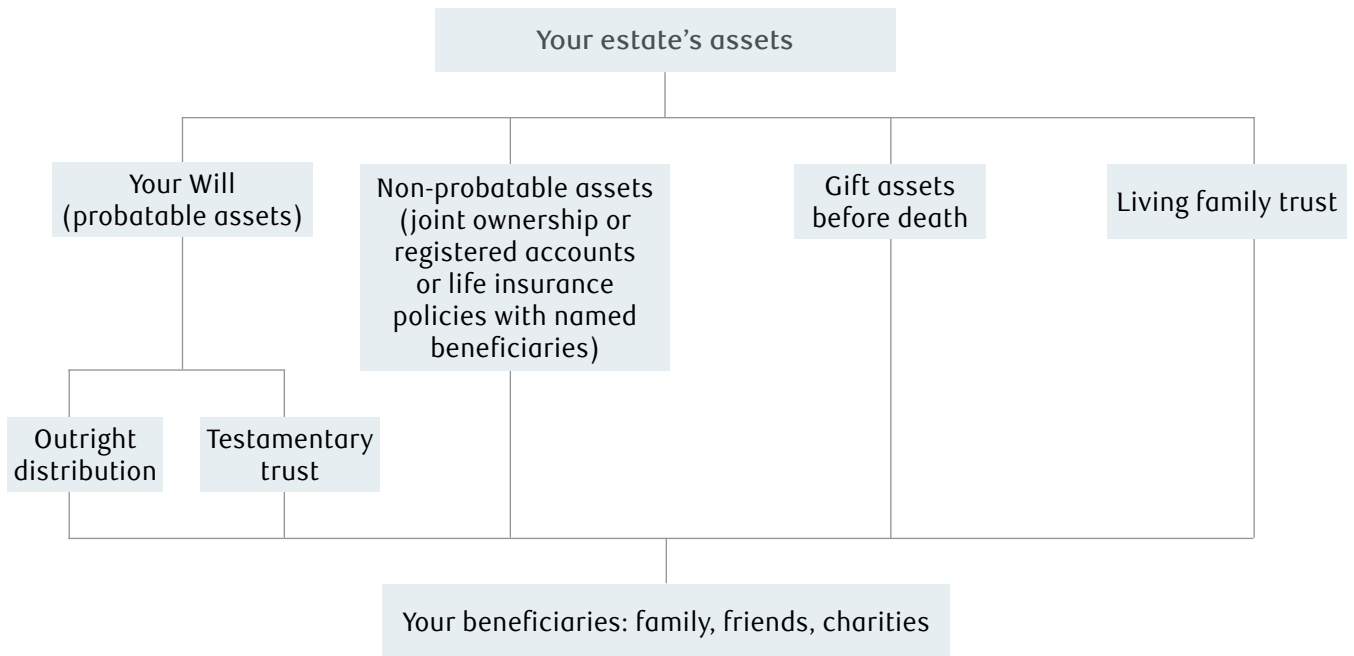 Your estate’s assets
Your Will
(probatable assets)
Non-probatable assets
(joint ownership or
registered accounts
or life insurance
policies with named
beneficiaries)
Gift assets
before death
Living family trust
Outright
distribution
Testamentary
trust
Your beneficiaries: family, friends, charities